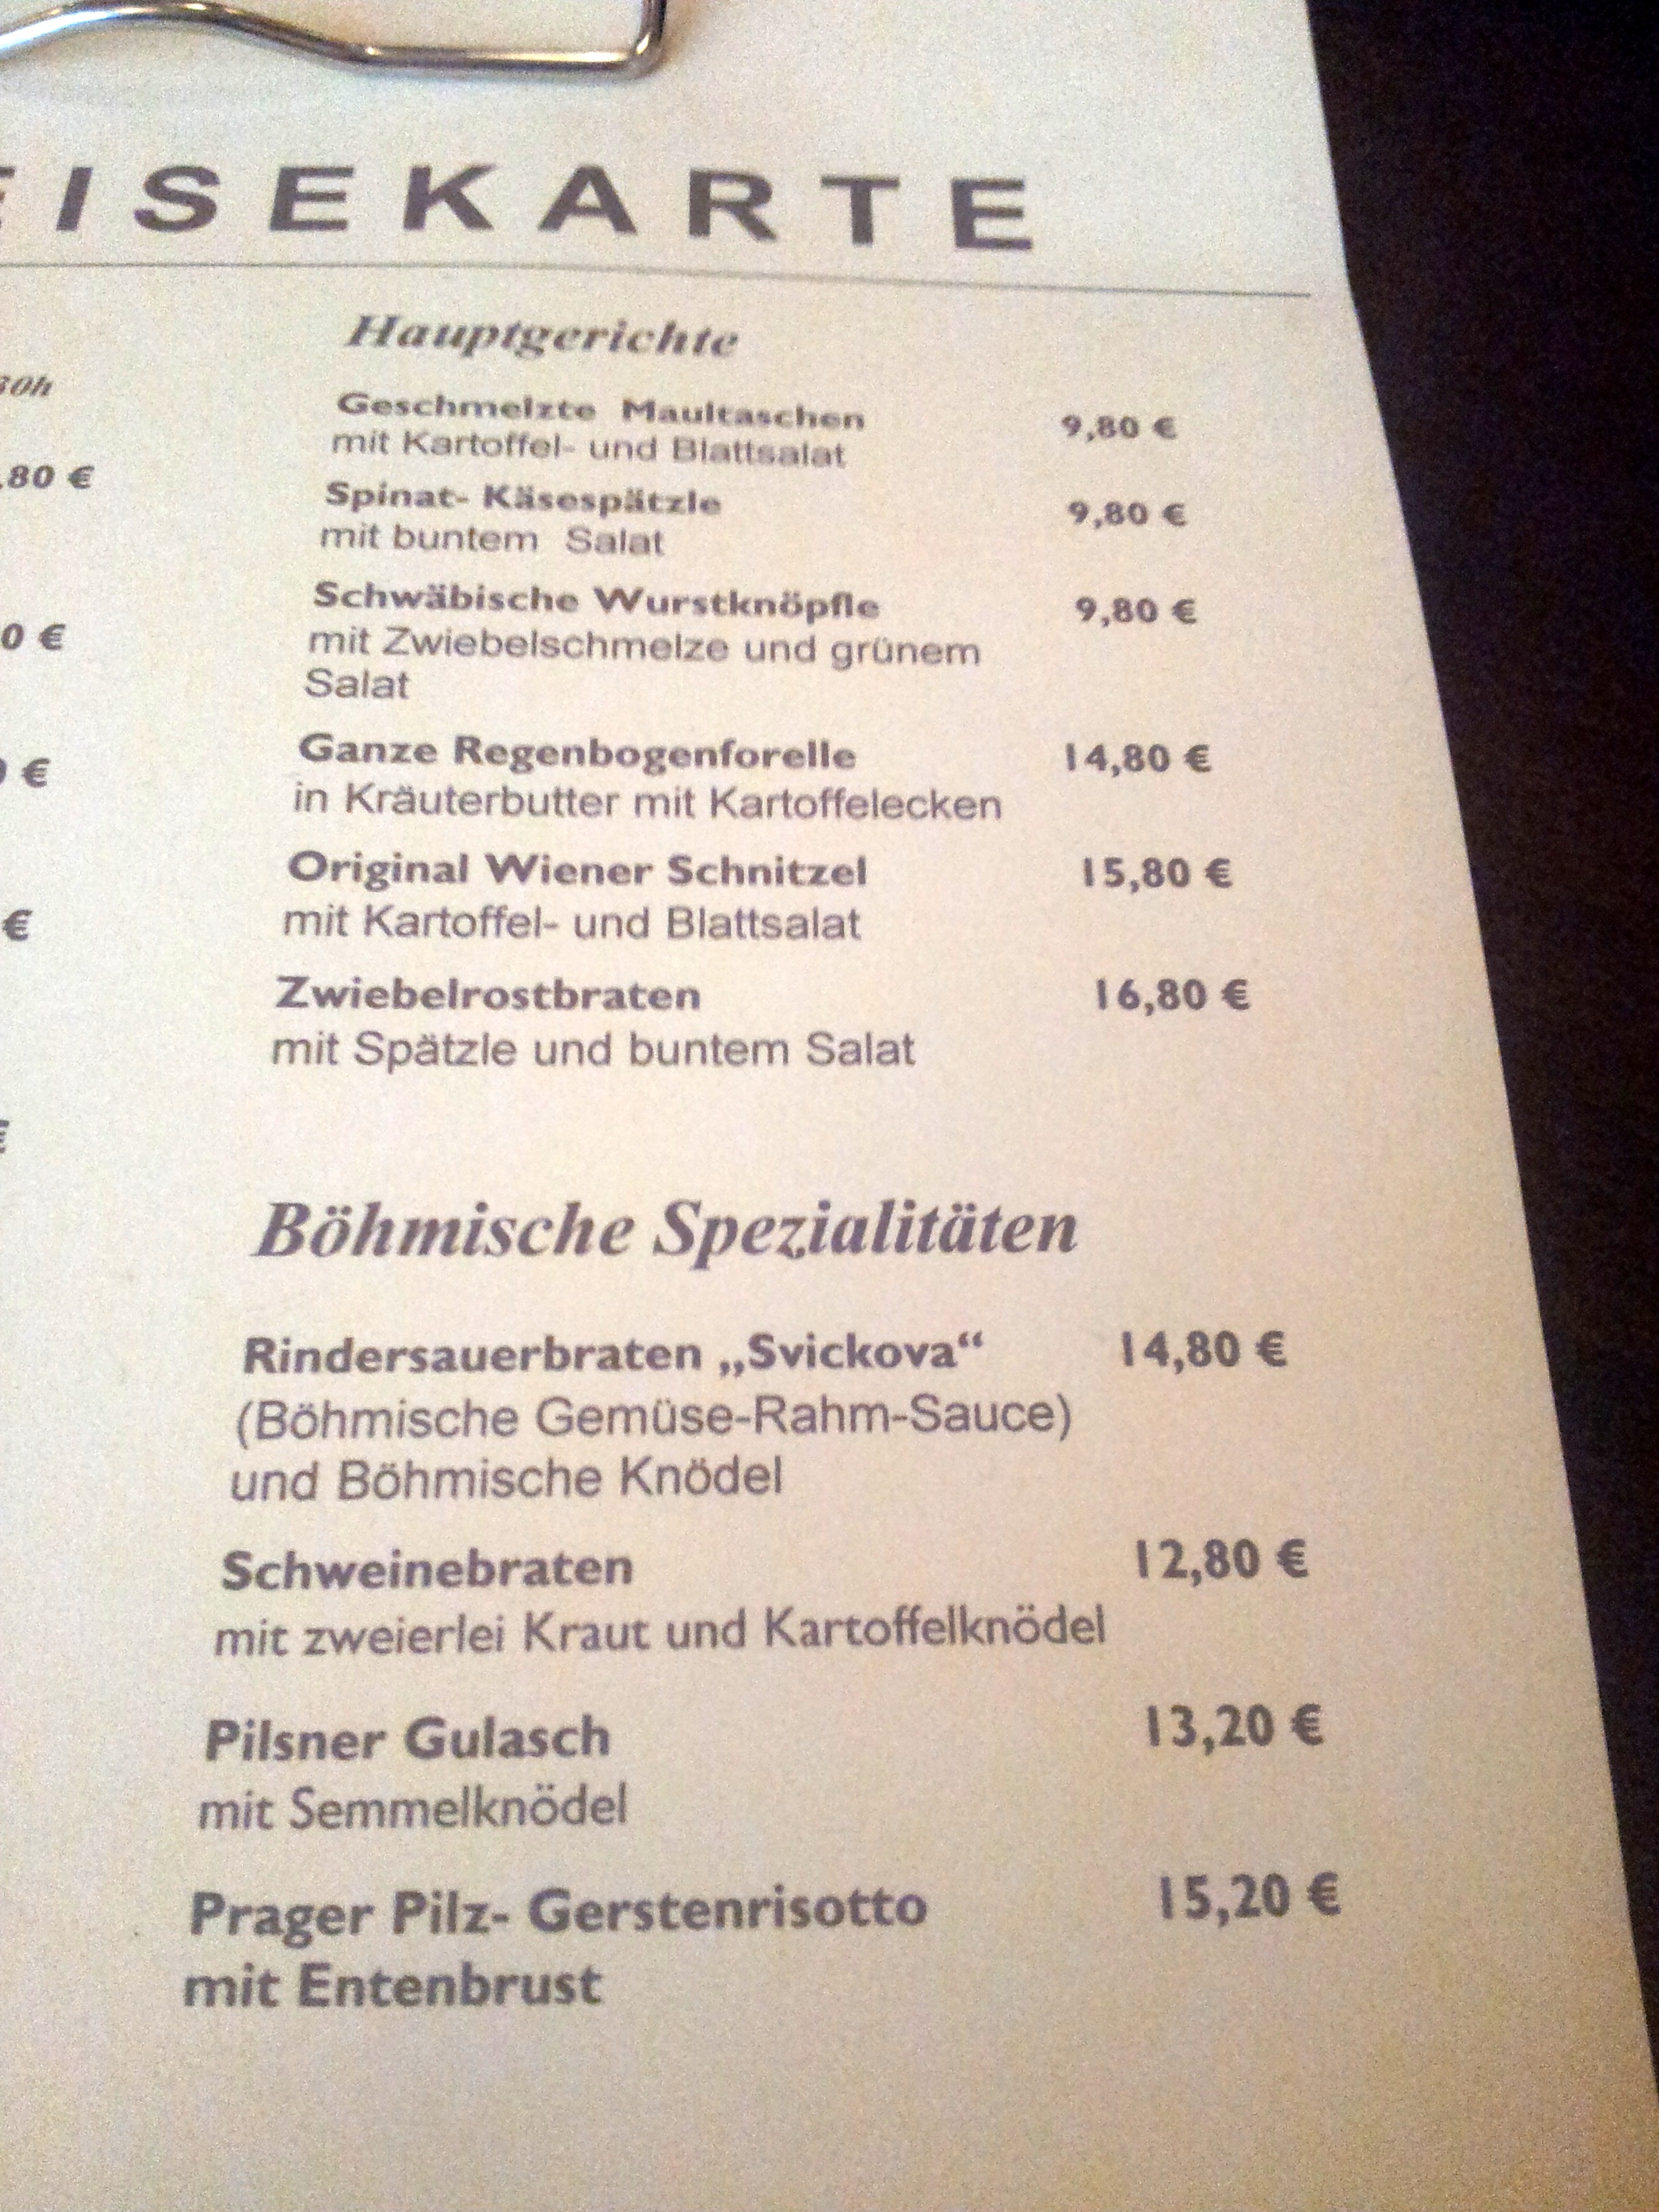 EISEKARTE
30h
,80 €
0 €
€
€
€
Hauptgerichte
Geschmelzte Maultaschen 9,80 €
mit Kartoffel- und Blattsalat
Spinat- Käsespätzle 9,80 €
mit buntem Salat
Schwäbische Wurstknöpfle 9,80 €
mit Zwiebelschmelze und grünem
Salat
Ganze Regenbogenforelle 14,80 €
in Kräuterbutter mit Kartoffelecken
Original Wiener Schnitzel 15,80 €
mit Kartoffel- und Blattsalat
Zwiebelrostbraten 16,80 €
mit Spätzle und buntem Salat
Böhmische Spezialitäten
Rindersauerbraten „Svickova“ 14,80 €
(Böhmische Gemüse-Rahm-Sauce)
und Böhmische Knödel
Schweinebraten 12,80 €
mit zweierlei Kraut und Kartoffelknödel
Pilsner Gulasch 13,20 €
mit Semmelknödel
Prager Pilz- Gerstenrisotto 15,20 €
mit Entenbrust